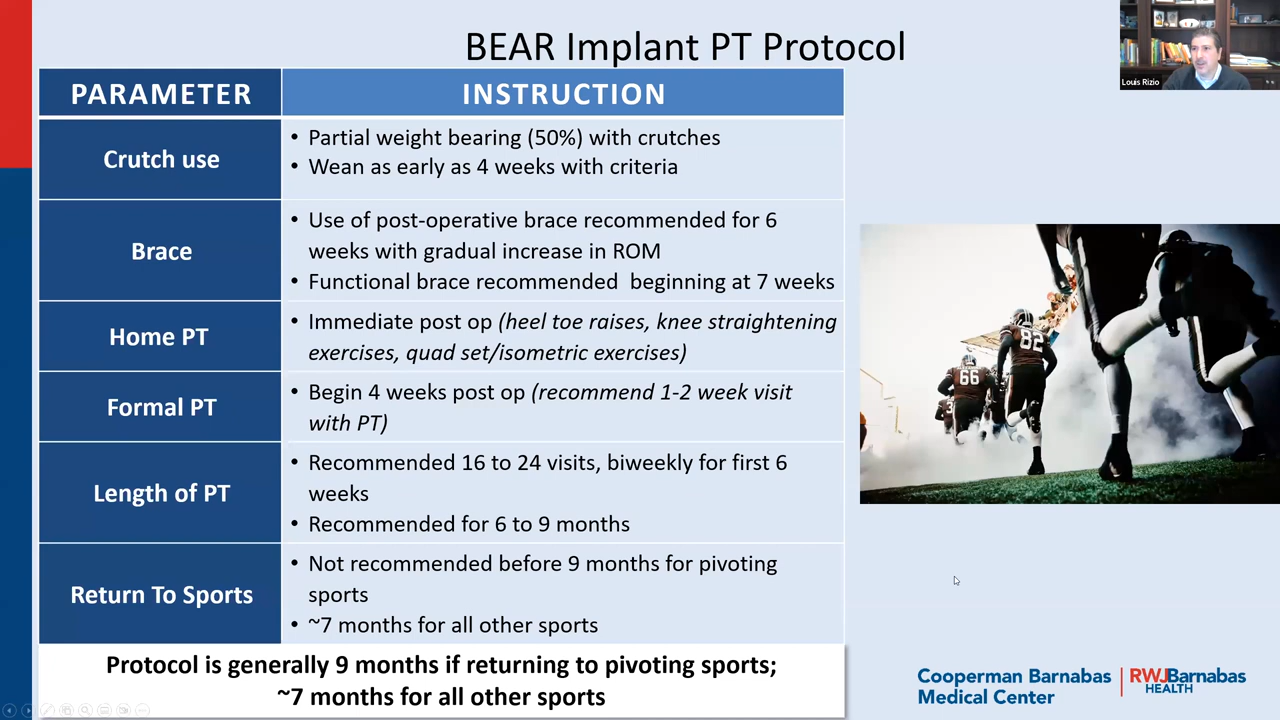 BEAR Implant PT Protocol
Louis Rizio
PARAMETER
INSTRUCTION
Crutch use
• Partial weight bearing (50%) with crutches
• Wean as early as 4 weeks with criteria
Brace
• Use of post-operative brace recommended for 6
weeks with gradual increase in ROM
• Functional brace recommended  beginning at 7 weeks
Home PT
• Immediate post op (heel toe raises, knee straightening
exercises, quad set/isometric exercises)
Formal PT
• Begin 4 weeks post op (recommend 1-2 week visit
with PT)
Length of PT
• Recommended 16 to 24 visits, biweekly for first 6
weeks
• Recommended for 6 to 9 months
Return To Sports
• Not recommended before 9 months for pivoting
sports
• ~7 months for all other sports
Protocol is generally 9 months if returning to pivoting sports;
~7 months for all other sports
82
66
3
Cooperman Barnabas
Medical Center
RWJBarnabas
HEALTH